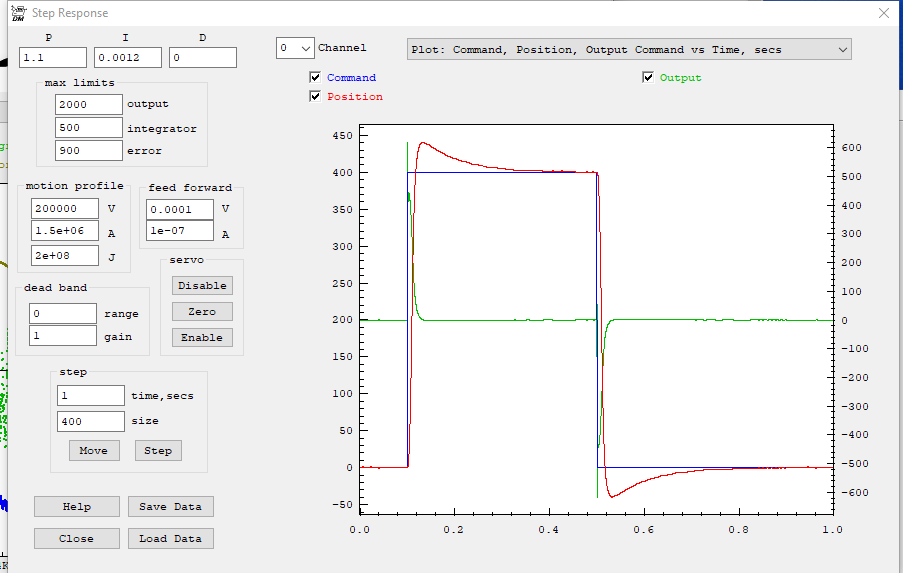 Step Response
P I D
1.1 0.0012 0
0 Channel
Plot: Command, Position, Output Command vs Time, secs
Command
Output
Position
max limits
2000 output
500 integrator
900 error
motion profile
200000 V
1.5e+06 A
2e+08 J
feed forward
0.0001 V
1e-07 A
servo
Disable
Zero
Enable
dead band
0 range
1 gain
step
1 time,secs
400 size
Move Step
Help Save Data
Close Load Data
450
400
350
300
250
200
150
100
50
0
-50
600
500
400
300
200
100
0
-100
-200
-300
-400
-500
-600
0.0 0.2 0.4 0.6 0.8 1.0